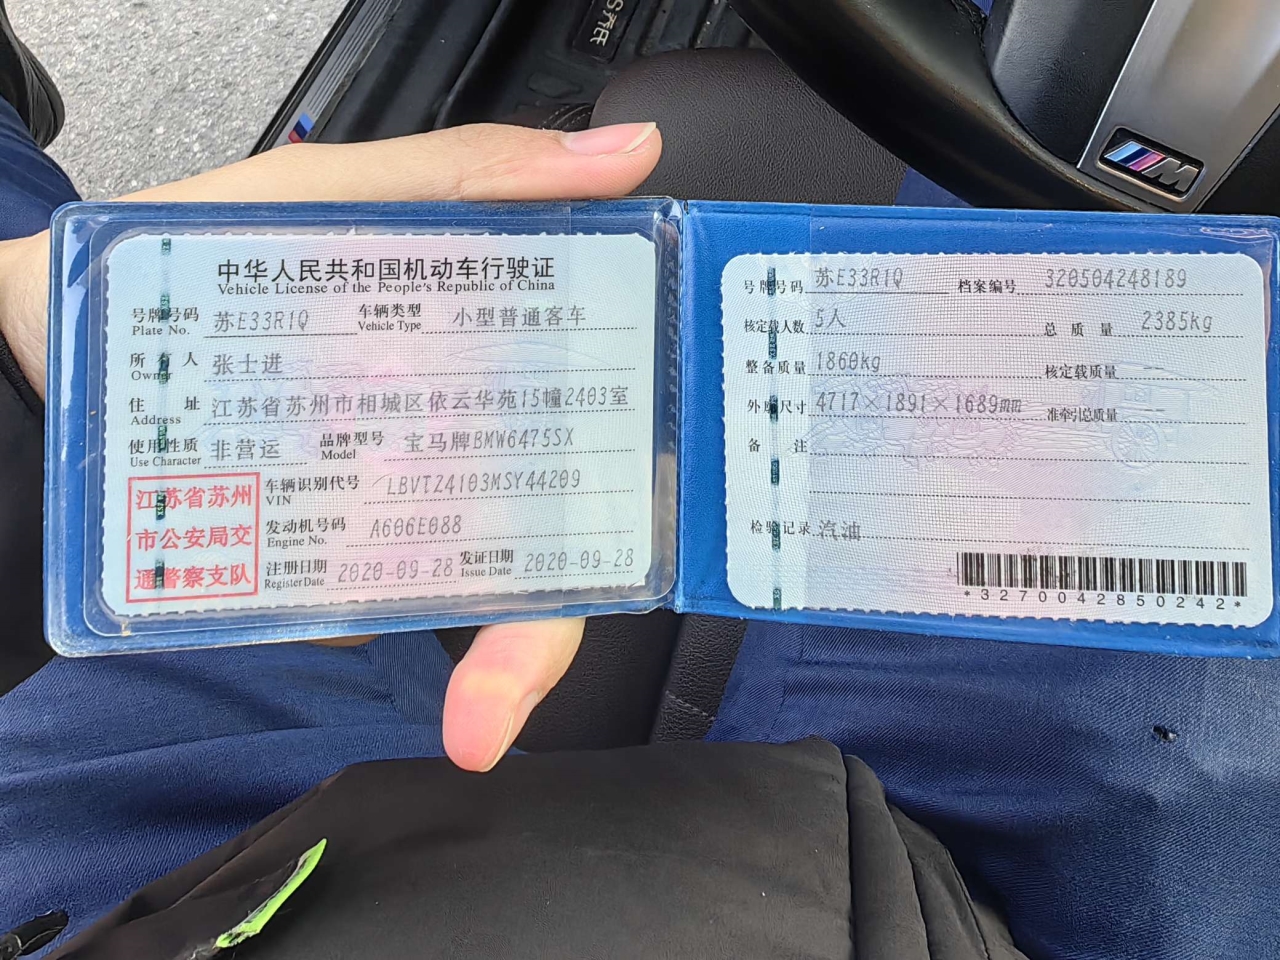 中华人民共和国机动车行驶证
Vehicle License of the People's Republic of China
号牌号码 Plate No. 苏E33R1Q 车辆类型 Vehicle Type 小型普通客车
所有人 Owner 张士进
住址 Address 江苏省苏州市相城区依云华苑15幢2403室
使用性质 Use Character 非营运 品牌型号 Model 宝马牌BMW6475SX
车辆识别代号 VIN LBVTZ4103MSY44209
发动机号码 Engine No. A606E088
注册日期 Register Date 2020-09-28 发证日期 Issue Date 2020-09-28
江苏省苏州
市公安局交
通警察支队
号牌号码 苏E33R1Q 档案编号 320504248189
核定载人数 5人 总质量 2385kg
整备质量 1860kg 核定载质量 --
外廓尺寸 4717×1891×1689mm 准牵引总质量 --
备注
检验记录 汽油
*3270042850242*
M